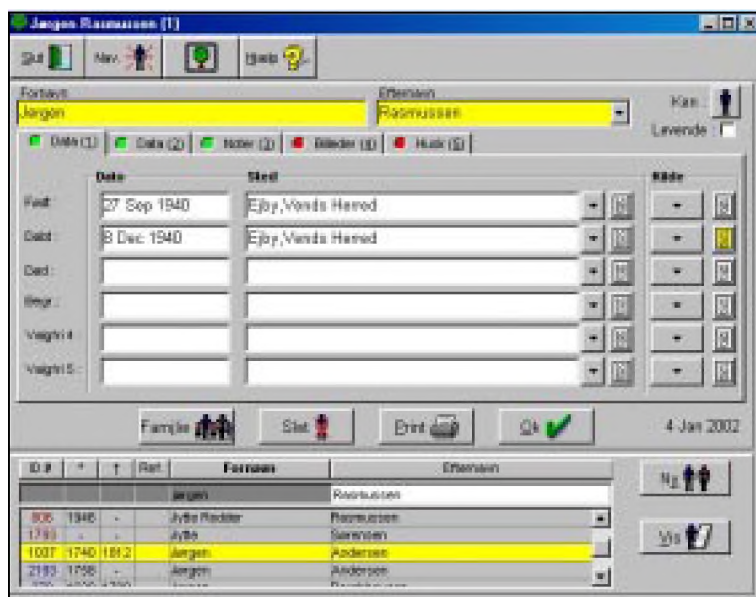 Jørgen Rasmussen (1)
Slut Nav. Hjælp
Fornavn Efternavn
Jørgen Rasmussen Køn :
Levende :
Data (1) Data (2) Noter (3) Billeder (4) Husk (5)
Dato Sted Kilde
Født : 27 Sep 1940 Ejby,Vends Herred
Døbt : 8 Dec 1940 Ejby,Vends Herred
Død :
Begr. :
Valgfri 4 :
Valgfri 5 :
Familie Slet Print Ok 4 Jan 2002
ID # * † Ref. Fornavn Efternavn
jørgen Rasmussen
806 1946 - Jytte Rasmussen
1793 - - Jytte Sørensen
1007 1740 1812 Jørgen Andersen
2193 1768 - Jørgen Andersen
Ny
Vis